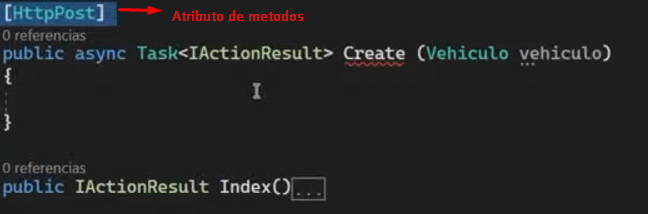 [HttpPost] Atributo de metodos
0 referencias
public async Task<IActionResult> Create (Vehiculo vehiculo)
{
}
0 referencias
public IActionResult Index()...